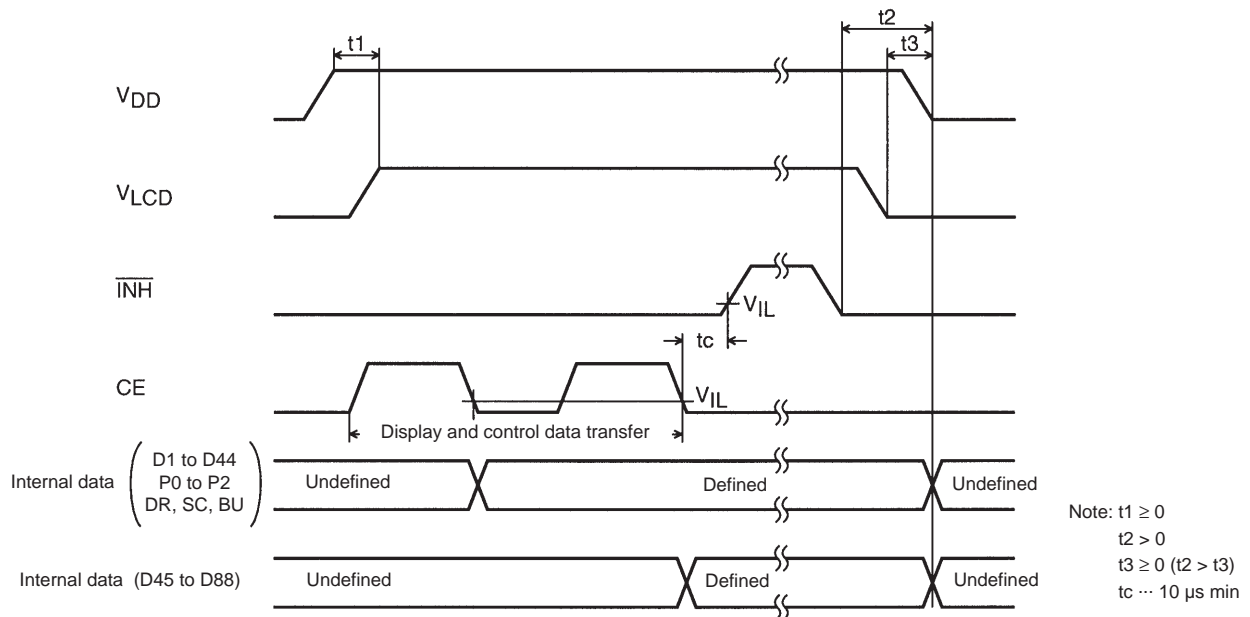 t1
t2
t3
VDD
VLCD
INH
VIL
tc
CE
VIL
Display and control data transfer
Internal data
D1 to D44
P0 to P2
DR, SC, BU
Undefined
Defined
Undefined
Internal data (D45 to D88)
Undefined
Defined
Undefined
Note: t1 ≥ 0
t2 > 0
t3 ≥ 0 (t2 > t3)
tc ··· 10 µs min